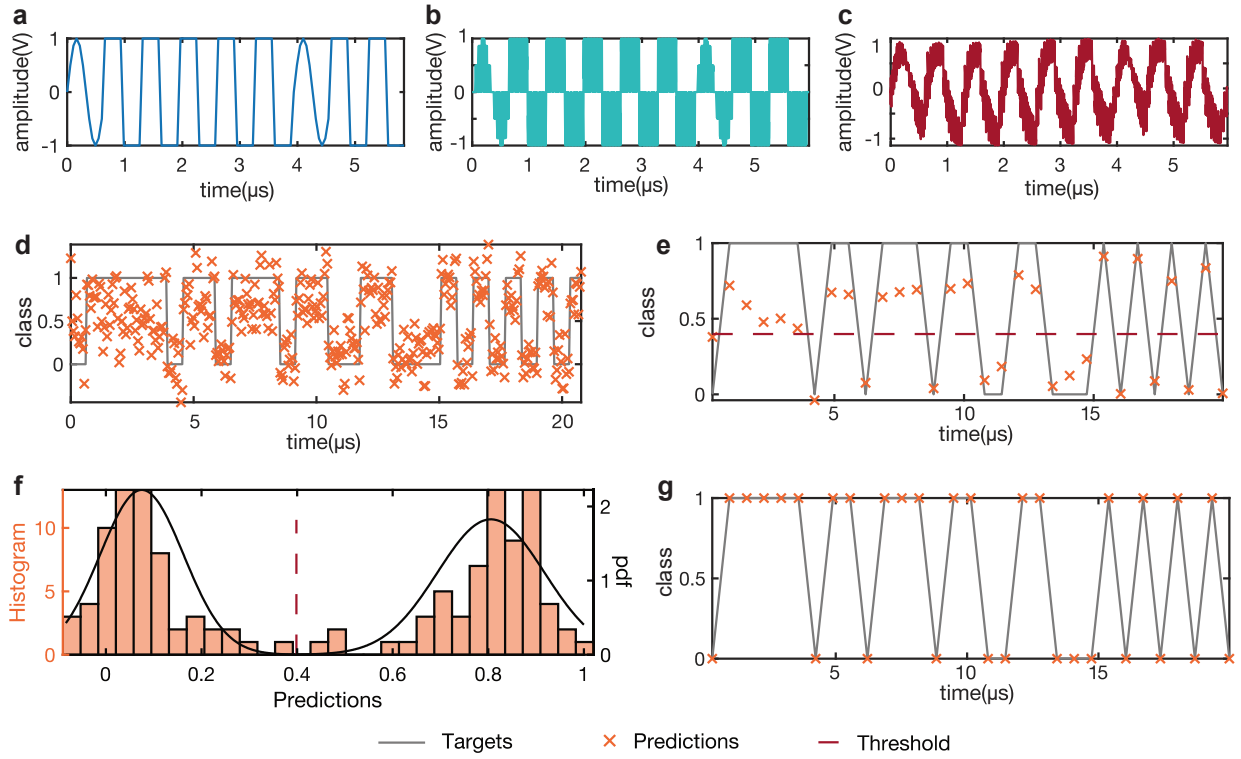 a
b
c
amplitude(V)
1
0
-1
0 1 2 3 4 5
time(µs)
amplitude(V)
1
0
-1
0 1 2 3 4 5
time(µs)
amplitude(V)
1
0
-1
0 1 2 3 4 5
time(µs)
d
class
1
0.5
0
0 5 10 15 20
time(µs)
e
class
1
0.5
0
5 10 15
time(µs)
f
Histogram
10
5
0
0 0.2 0.4 0.6 0.8 1
Predictions
2
1
0
pdf
g
class
1
0.5
0
5 10 15
time(µs)
Targets Predictions Threshold